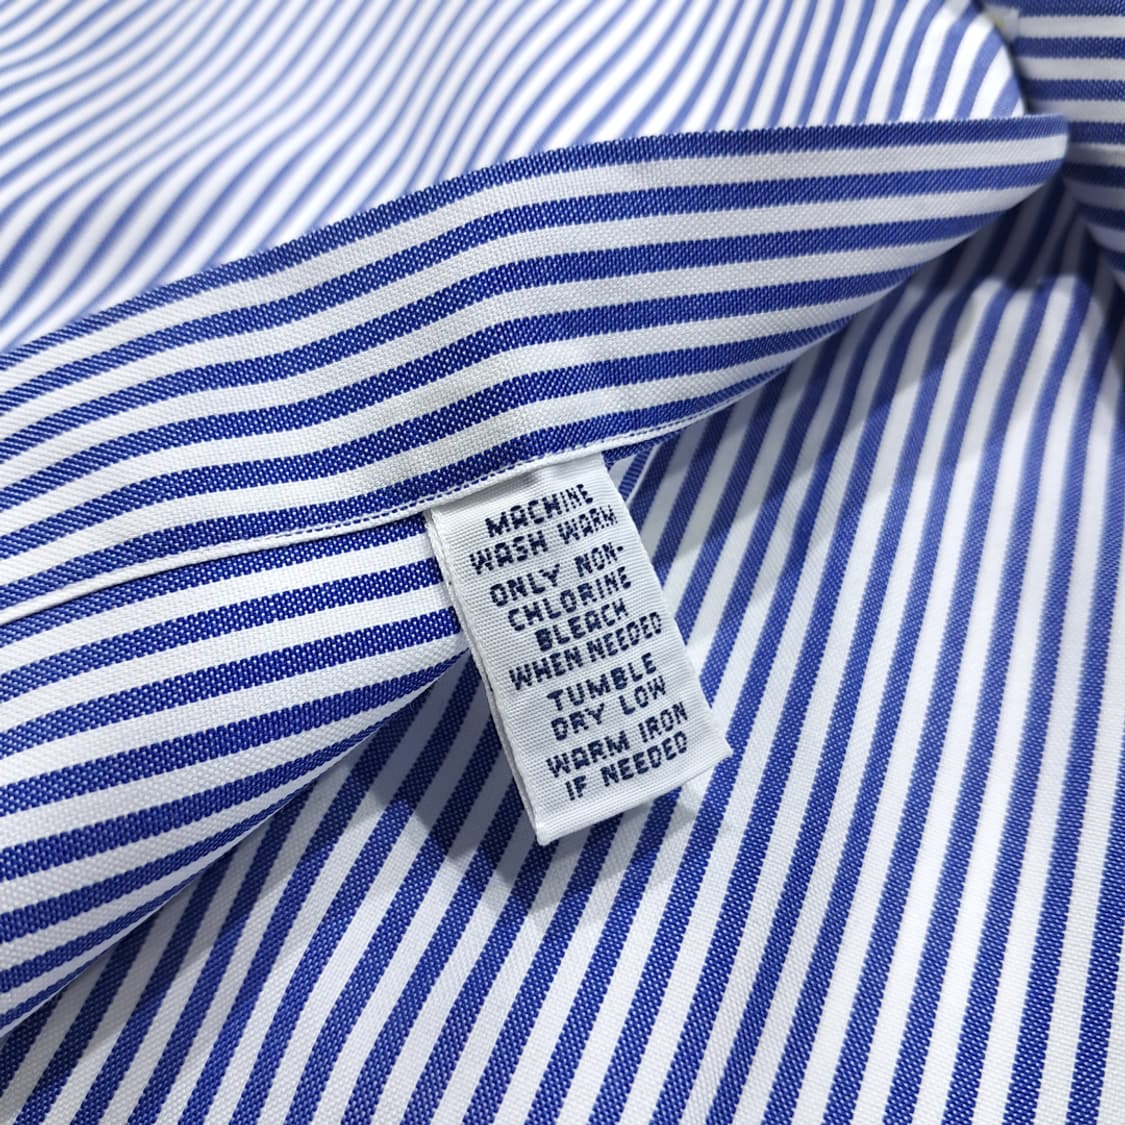 MACHINE
WASH WARM
ONLY NON-
CHLORINE
BLEACH
WHEN NEEDED
TUMBLE
DRY LOW
WARM IRON
IF NEEDED